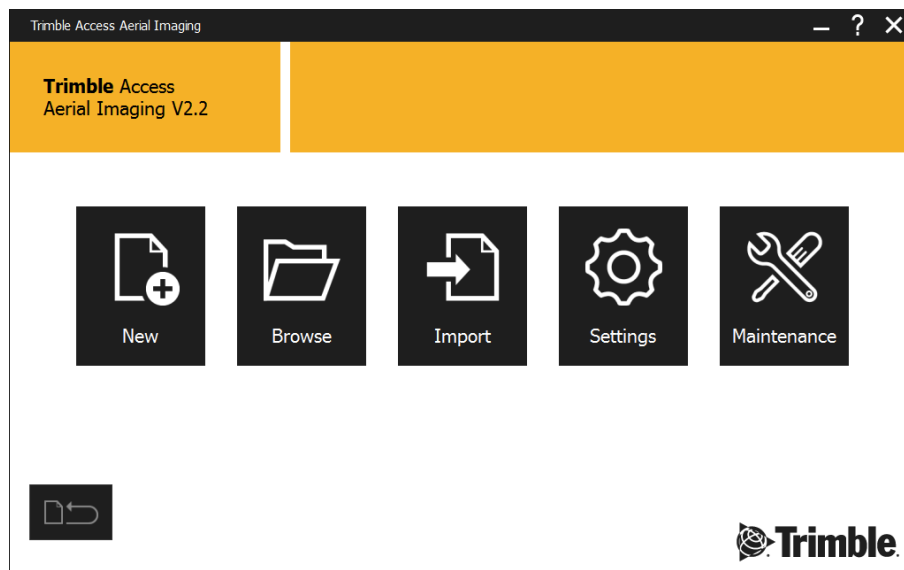 Trimble Access Aerial Imaging
Trimble Access
Aerial Imaging V2.2
New
Browse
Import
Settings
Maintenance
Trimble.